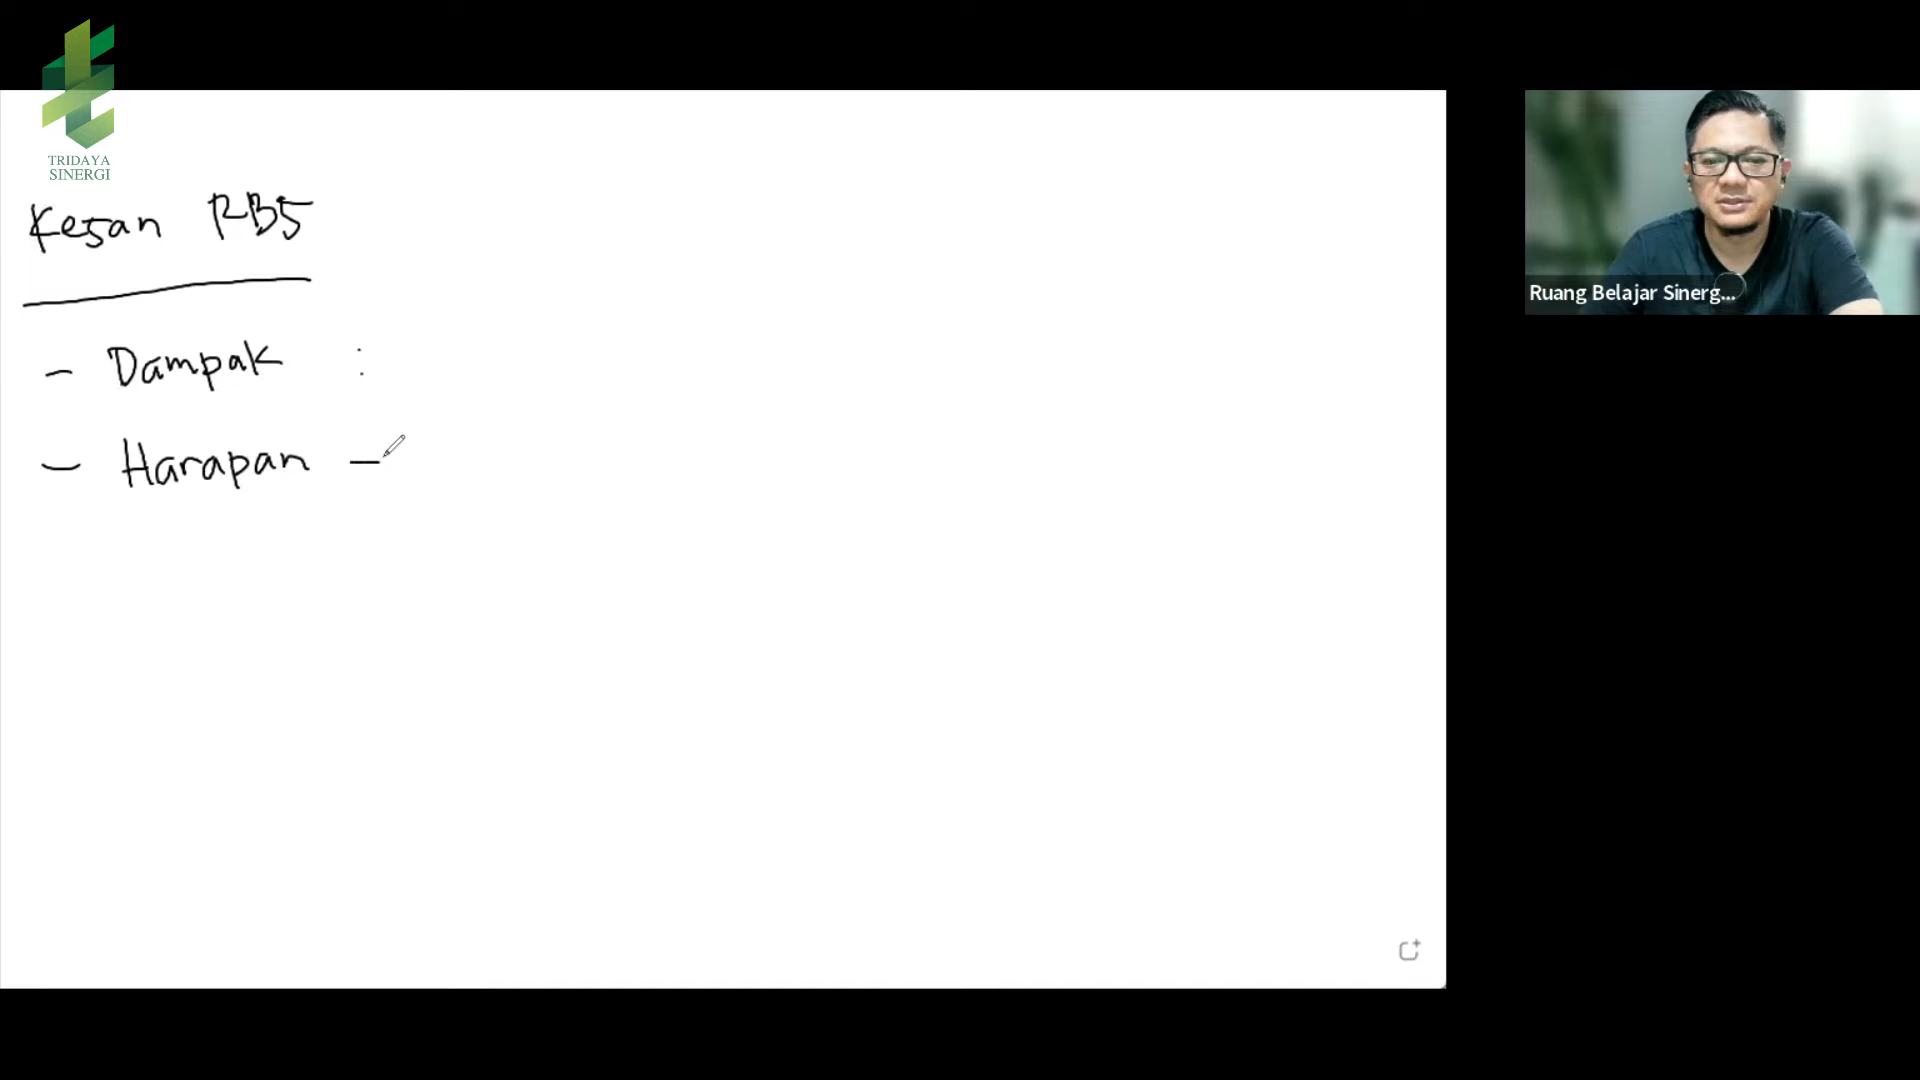 TRIDAYA
SINERGI
Kesan RBS
- Dampak :
- Harapan -
Ruang Belajar Sinerg...